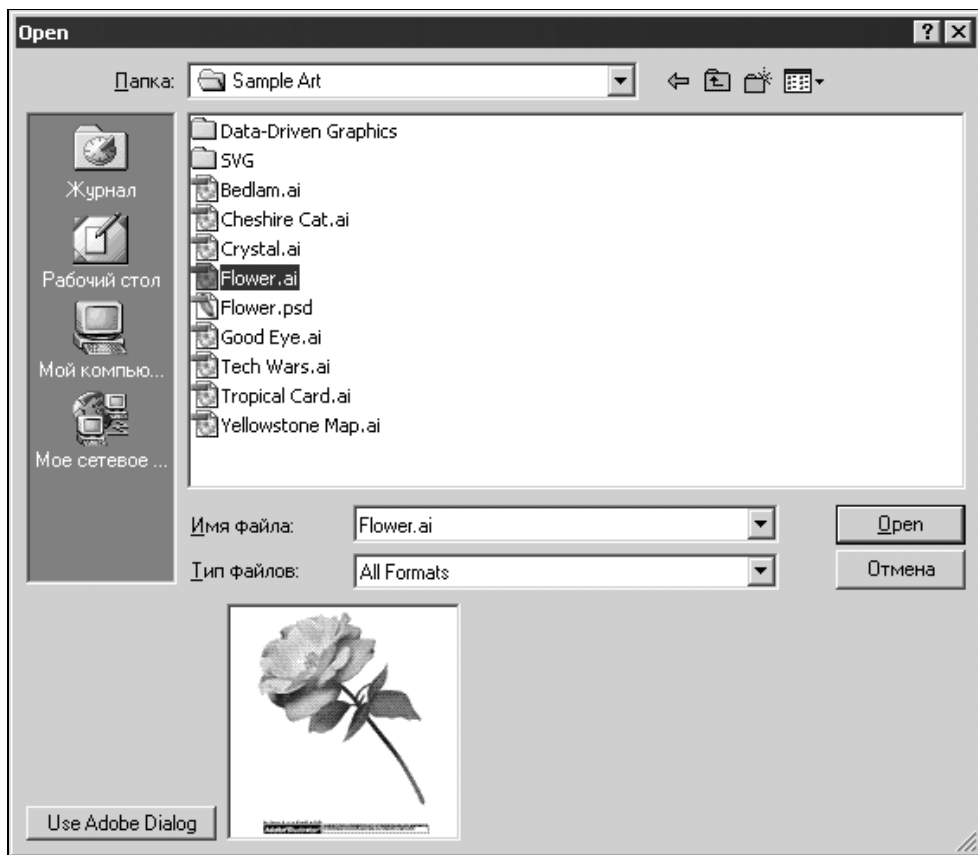 Open
Папка: Sample Art
Журнал
Рабочий стол
Мой компью...
Мое сетевое ...
Data-Driven Graphics
SVG
Bedlam.ai
Cheshire Cat.ai
Crystal.ai
Flower.ai
Flower.psd
Good Eye.ai
Tech Wars.ai
Tropical Card.ai
Yellowstone Map.ai
Имя файла: Flower.ai Open
Тип файлов: All Formats Отмена
Use Adobe Dialog